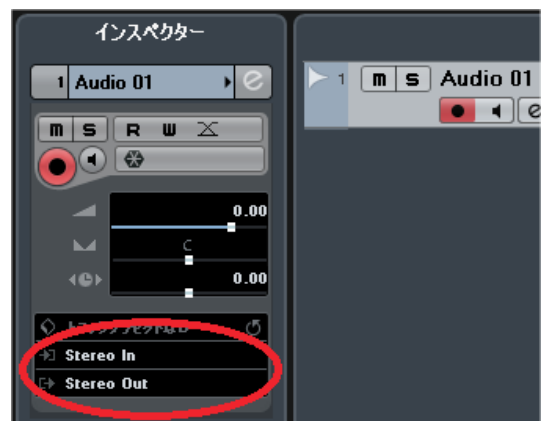 インスペクター
1 Audio 01
m S R W
0.00
C
0.00
Stereo In
Stereo Out
1 m S Audio 01
e